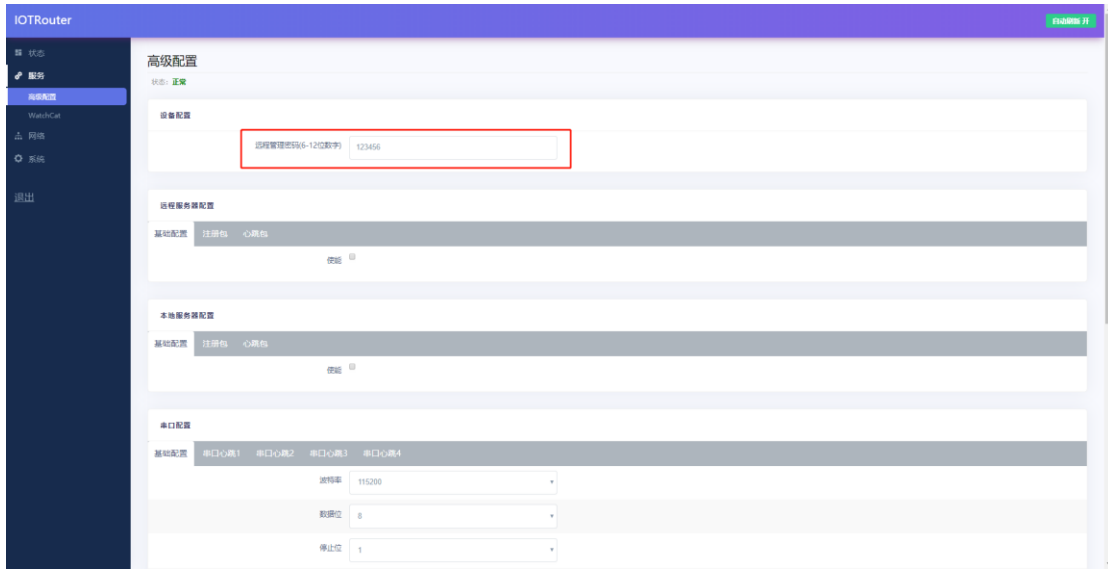 IOTRouter
自动刷新 开
状态
服务
高级配置
WatchCat
网络
系统
退出
高级配置
状态: 正常
设备配置
远程管理密码(6-12位数字) 123456
远程服务器配置
基础配置 注册包 心跳包
使能
本地服务器配置
基础配置 注册包 心跳包
使能
串口配置
基础配置 串口心跳1 串口心跳2 串口心跳3 串口心跳4
波特率 115200
数据位 8
停止位 1